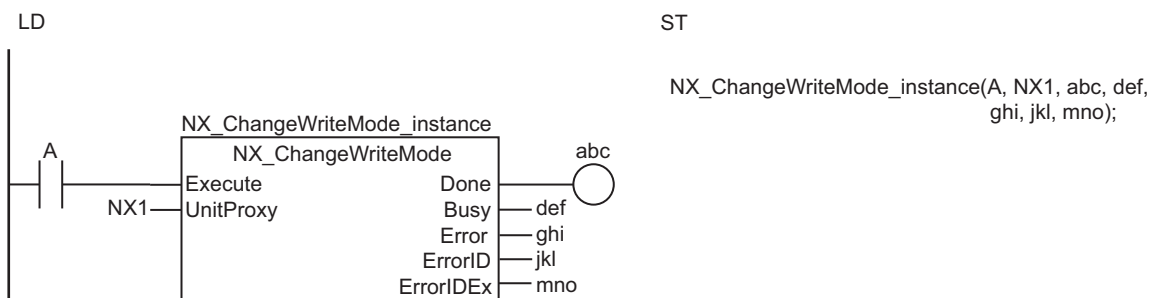 LD
ST
NX_ChangeWriteMode_instance(A, NX1, abc, def,
ghi, jkl, mno);
NX_ChangeWriteMode_instance
A
NX_ChangeWriteMode
abc
Execute
Done
NX1
UnitProxy
Busy
def
Error
ghi
ErrorID
jkl
ErrorIDEx
mno